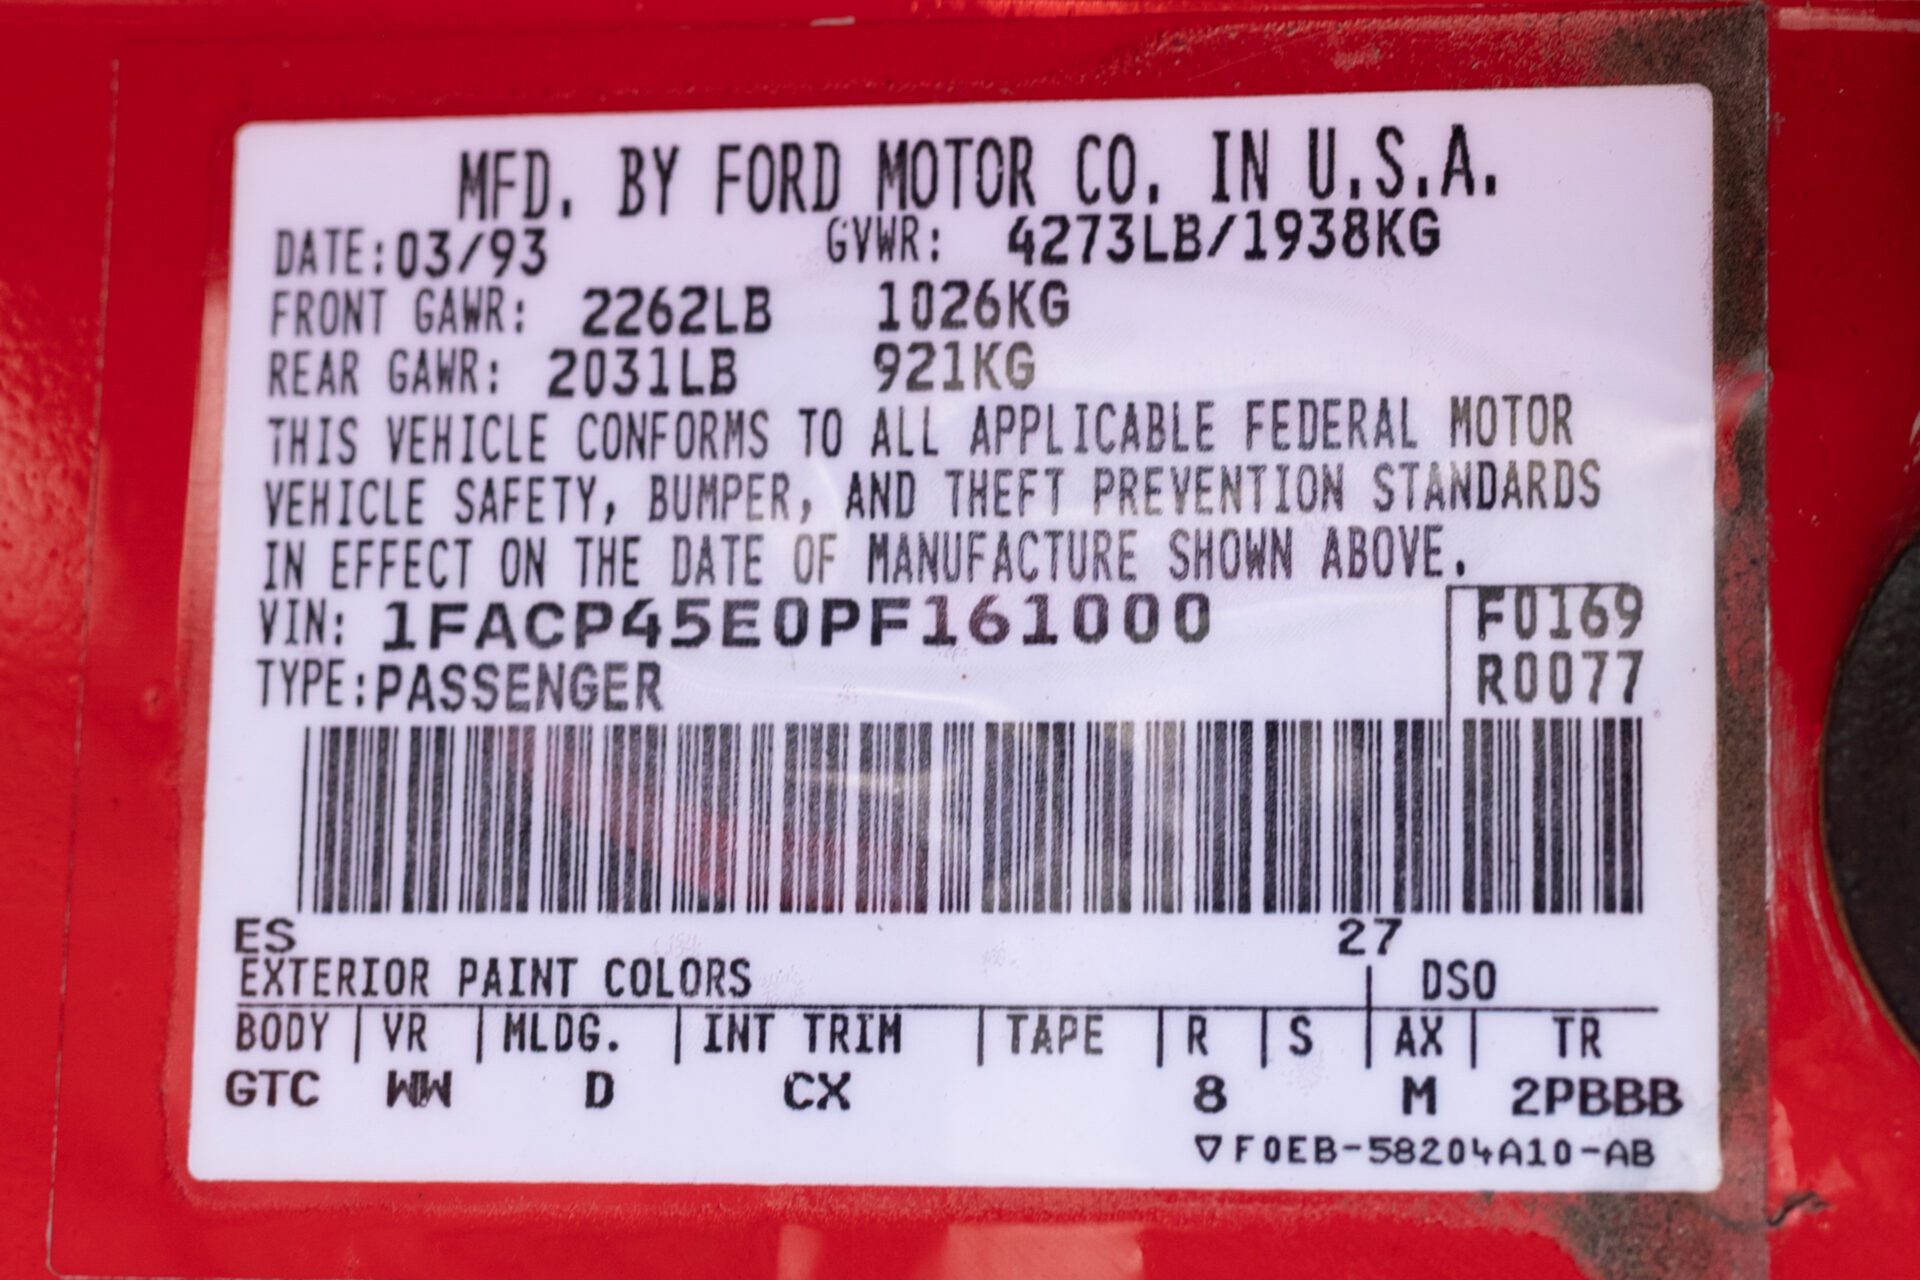 MFD. BY FORD MOTOR CO. IN U.S.A.
DATE:03/93 GVWR: 4273LB/1938KG
FRONT GAWR: 2262LB 1026KG
REAR GAWR: 2031LB 921KG
THIS VEHICLE CONFORMS TO ALL APPLICABLE FEDERAL MOTOR
VEHICLE SAFETY, BUMPER, AND THEFT PREVENTION STANDARDS
IN EFFECT ON THE DATE OF MANUFACTURE SHOWN ABOVE.
VIN: 1FACP45E0PF161000 F0169
TYPE:PASSENGER R0077
ES 27
EXTERIOR PAINT COLORS DSO
BODY | VR | MLDG. | INT TRIM | TAPE | R | S | AX | TR
GTC WW D CX 8 M 2PBBB
▽F0EB-58204A10-AB